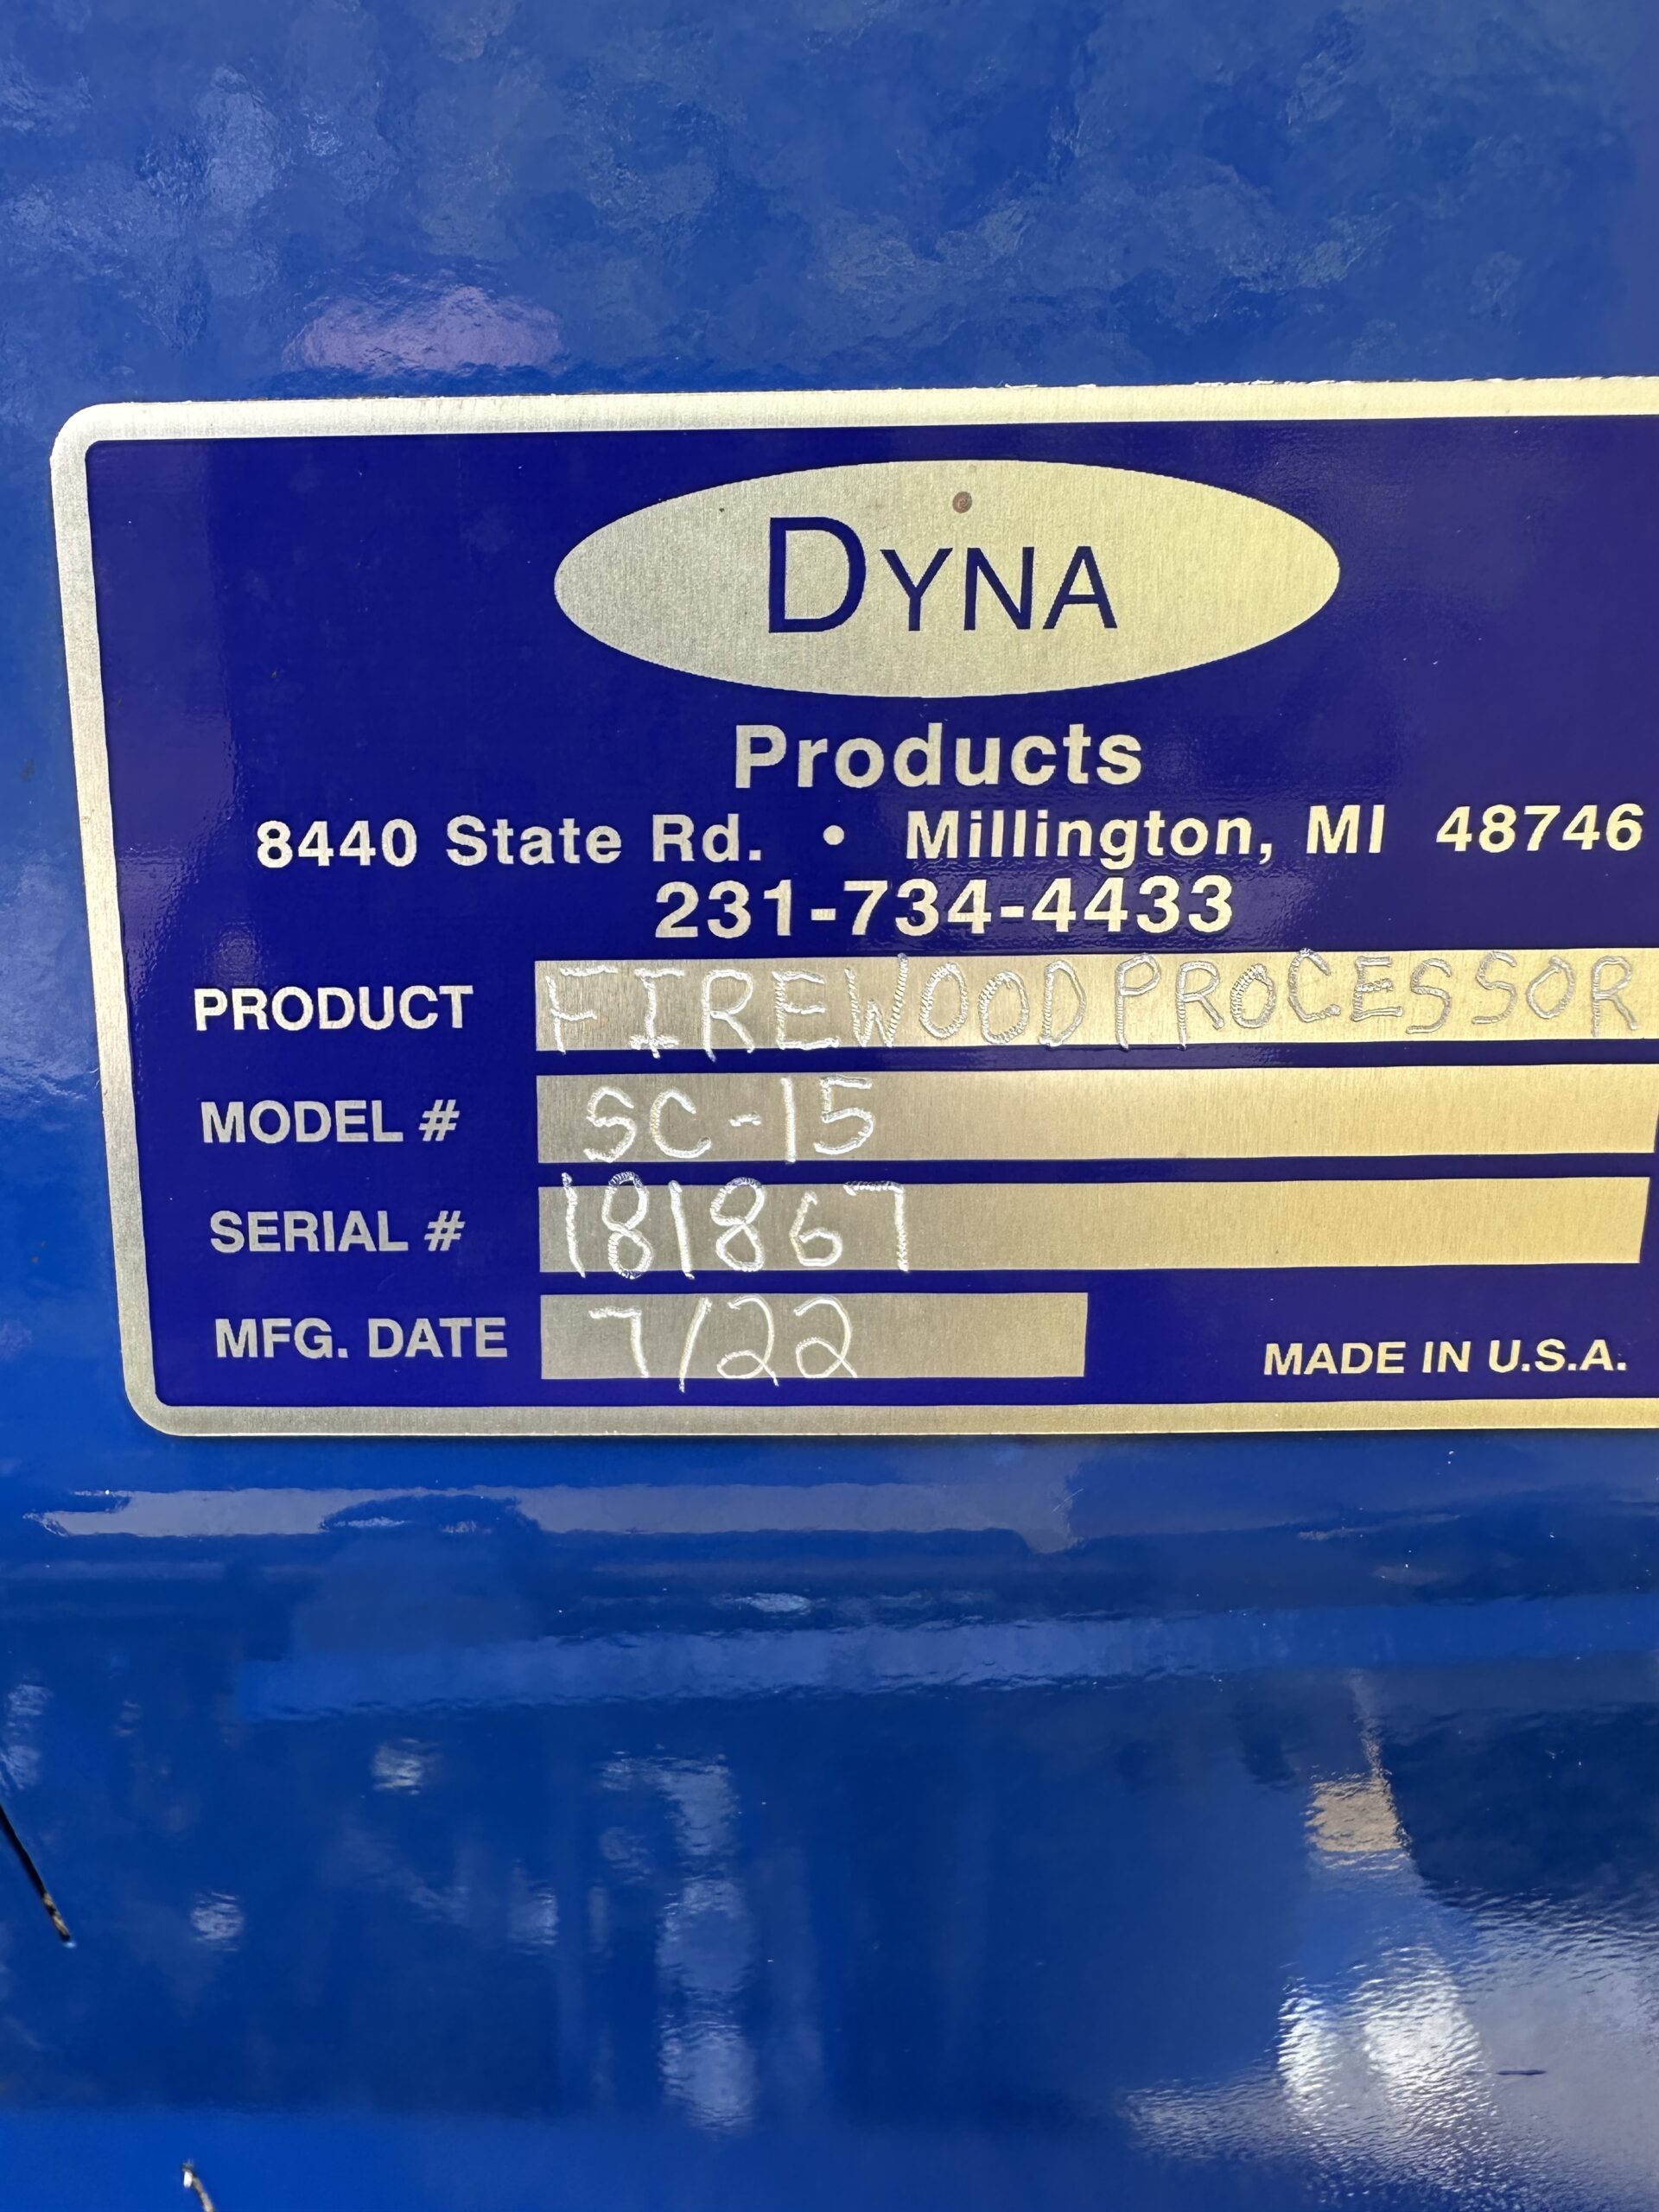 DYNA
Products
8440 State Rd. • Millington, MI 48746
231-734-4433
PRODUCT FIREWOOD PROCESSOR
MODEL # SC-15
SERIAL # 181867
MFG. DATE 7/22
MADE IN U.S.A.